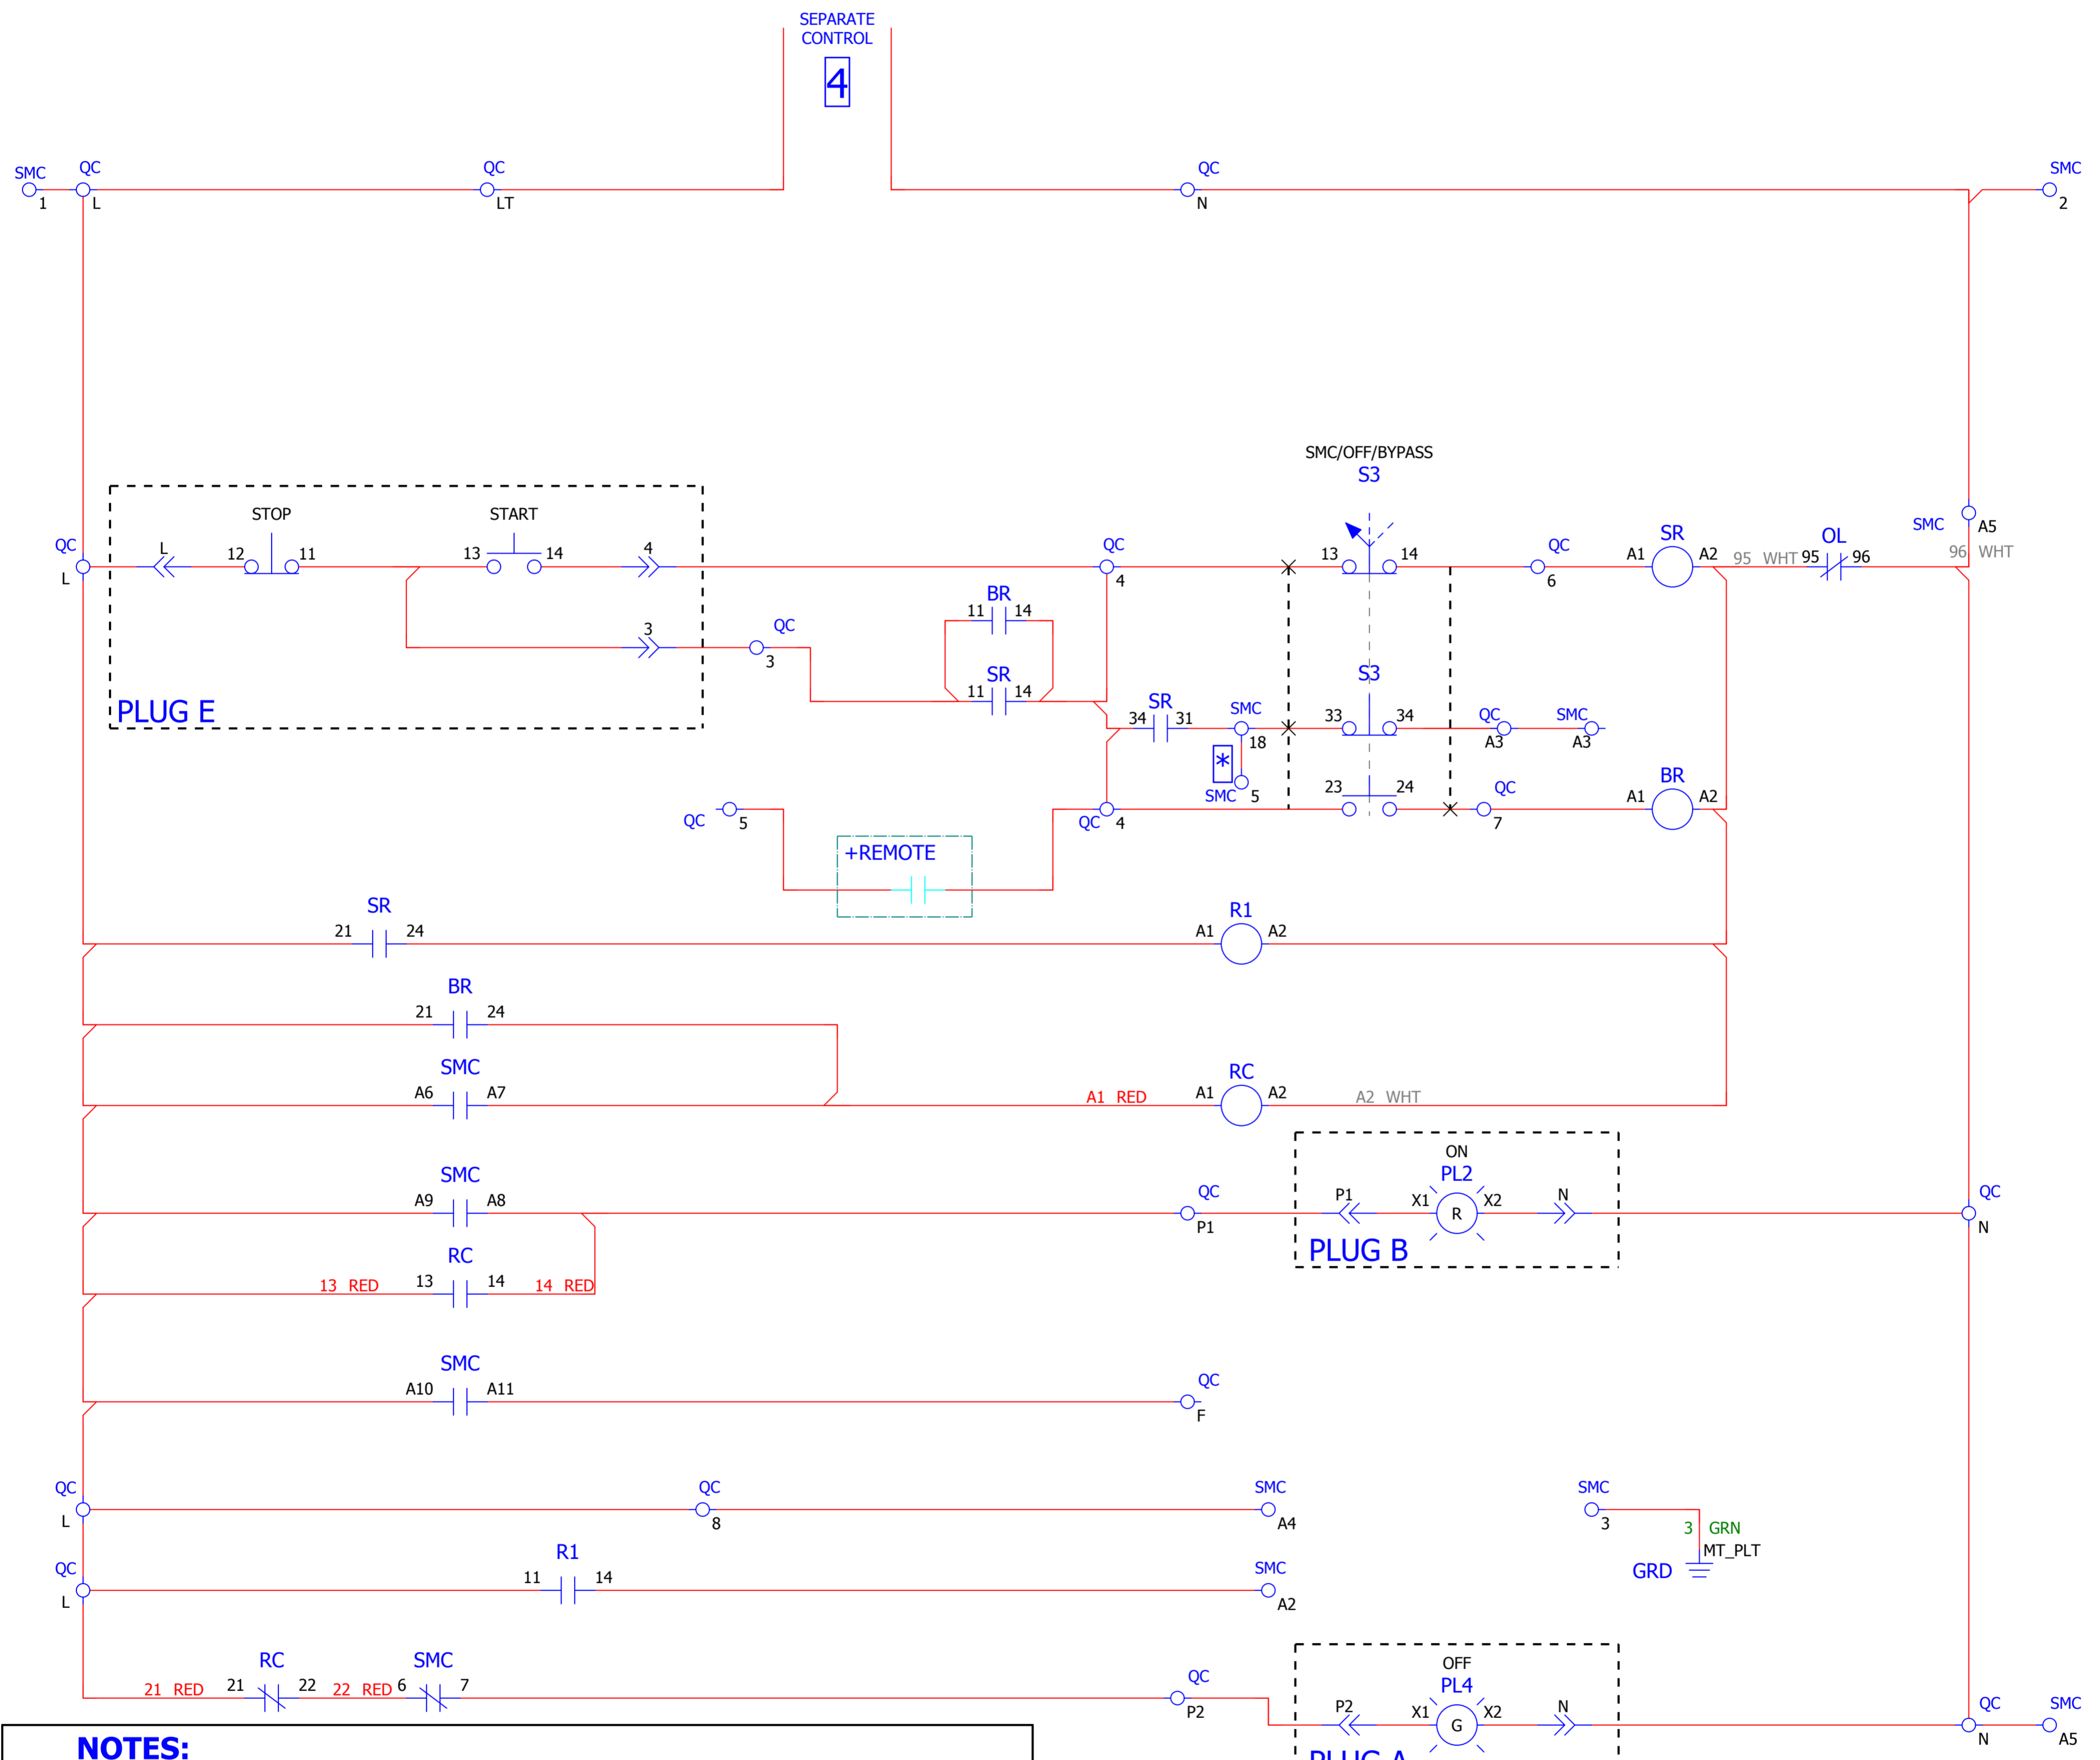 SEPARATE
CONTROL
4
SMC QC QC QC SMC
1 L LT N 2
SMC/OFF/BYPASS
S3
STOP START
SMC A5
QC L 12 11 13 14 4 QC 13 14 QC SR OL
L 4 6 A1 A2 95 WHT 95 96 96 WHT
BR
11 14
3 QC
3
SR S3
11 14
PLUG E
SR SMC QC SMC
34 31 18 33 34 A3 A3
*
SMC 5
BR
QC 5 QC 4 23 24 QC 7 A1 A2
+REMOTE
SR R1
21 24 A1 A2
BR
21 24
SMC RC
A6 A7 A1 RED A1 A2 A2 WHT
ON
SMC QC PL2 QC
A9 A8 P1 P1 X1 R X2 N N
PLUG B
RC
13 RED 13 14 14 RED
SMC QC
A10 A11 F
QC QC SMC SMC
L 8 A4 3
3 GRN
MT_PLT
GRD
QC R1 SMC
L 11 14 A2
OFF
RC SMC QC PL4 QC SMC
21 RED 21 22 22 RED 6 7 P2 P2 X1 G X2 N N A5
PLUG A
NOTES: